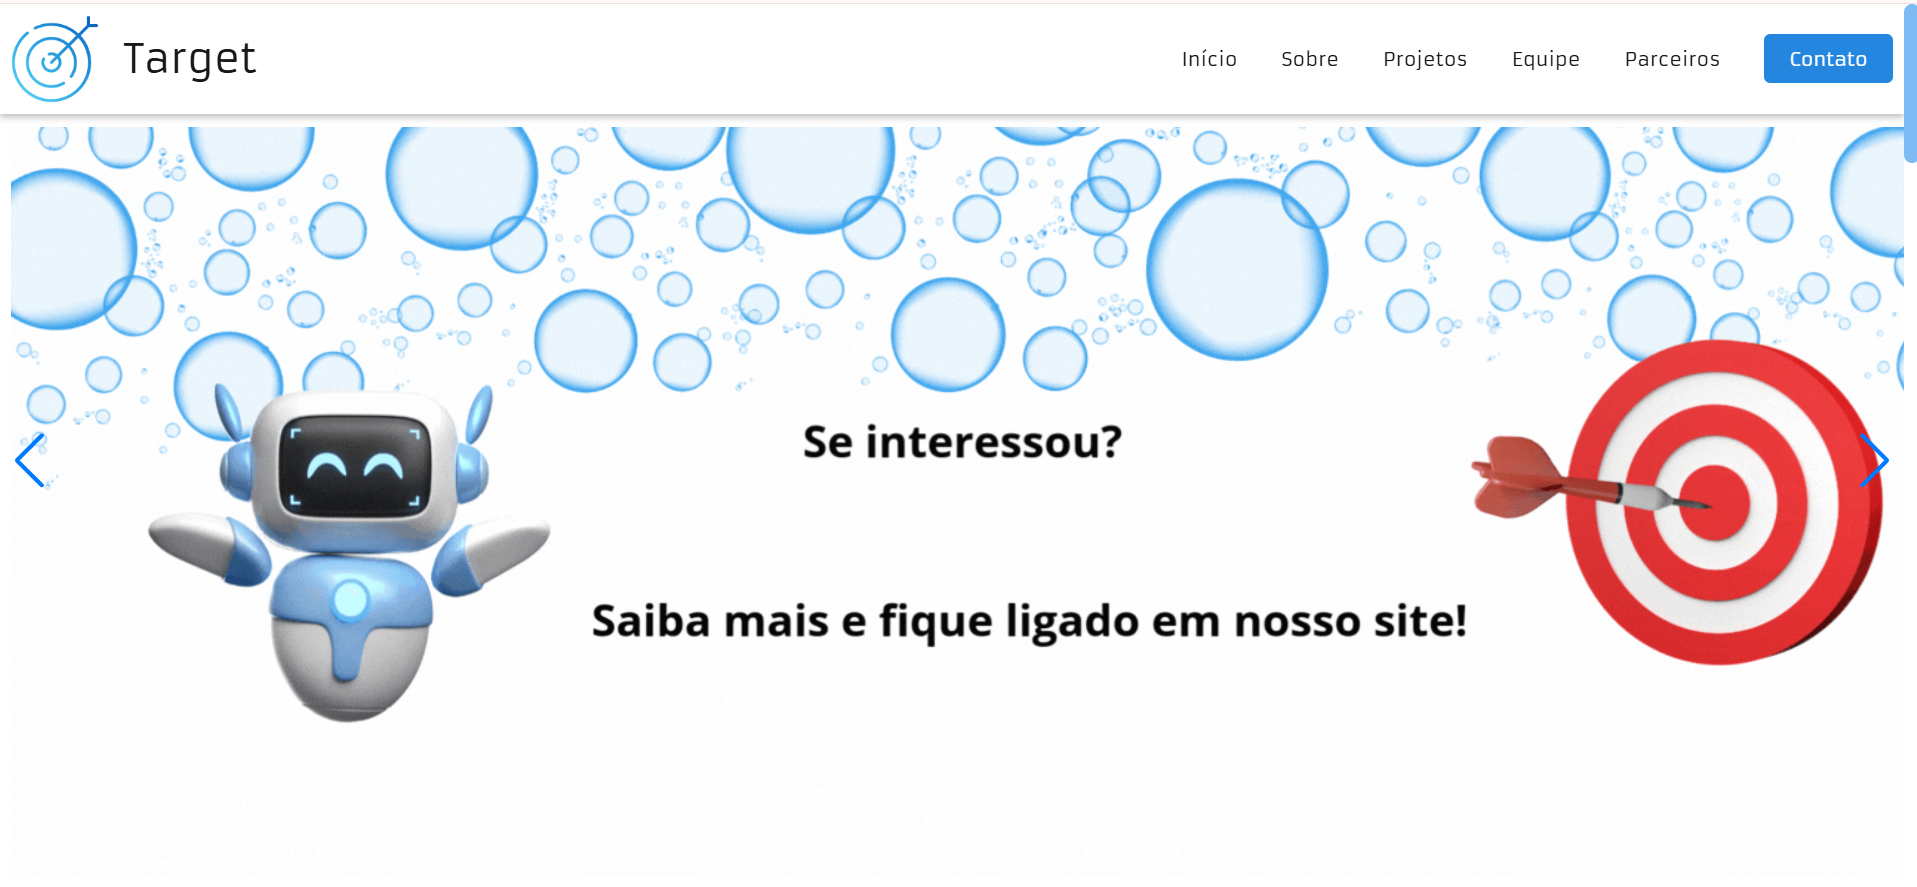 Target
Início Sobre Projetos Equipe Parceiros Contato
Se interessou?
Saiba mais e fique ligado em nosso site!